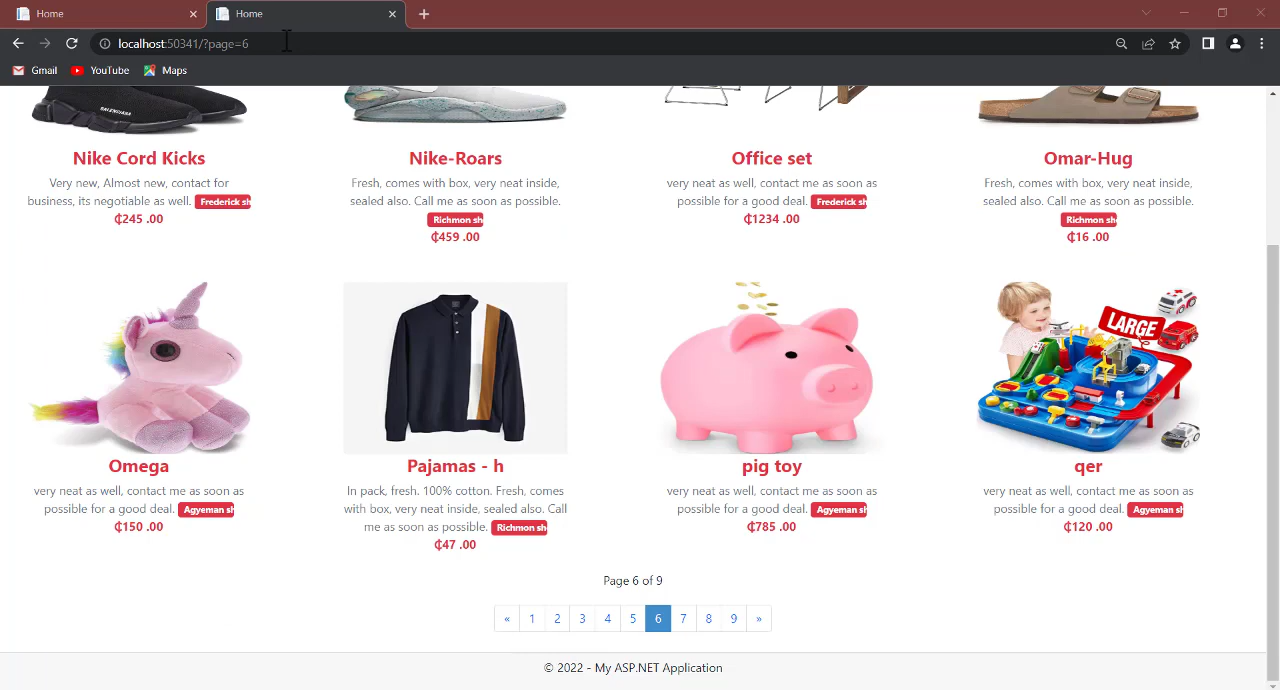 Home
Home
localhost:50341/?page=6
Gmail
YouTube
Maps
BALENCIAGA
Nike Cord Kicks
Very new, Almost new, contact for
business, its negotiable as well. Frederick sh
₵245 .00
Nike-Roars
Fresh, comes with box, very neat inside,
sealed also. Call me as soon as possible.
Richmon sh
₵459 .00
Office set
very neat as well, contact me as soon as
possible for a good deal. Frederick sh
₵1234 .00
Omar-Hug
Fresh, comes with box, very neat inside,
sealed also. Call me as soon as possible.
Richmon sh
₵16 .00
Omega
very neat as well, contact me as soon as
possible for a good deal. Agyeman sh
₵150 .00
Pajamas - h
In pack, fresh. 100% cotton. Fresh, comes
with box, very neat inside, sealed also. Call
me as soon as possible. Richmon sh
₵47 .00
pig toy
very neat as well, contact me as soon as
possible for a good deal. Agyeman sh
₵785 .00
LARGE
qer
very neat as well, contact me as soon as
possible for a good deal. Agyeman sh
₵120 .00
Page 6 of 9
« 1 2 3 4 5 6 7 8 9 »
© 2022 - My ASP.NET Application